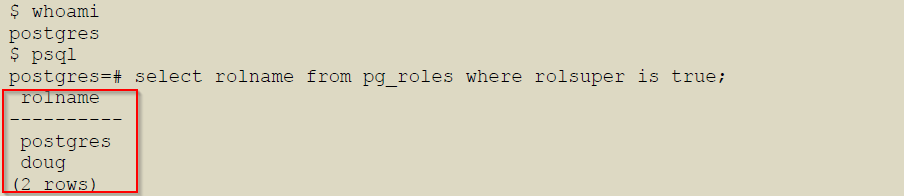 $ whoami
postgres
$ psql
postgres=# select rolname from pg_roles where rolsuper is true;
 rolname
----------
 postgres
 doug
(2 rows)